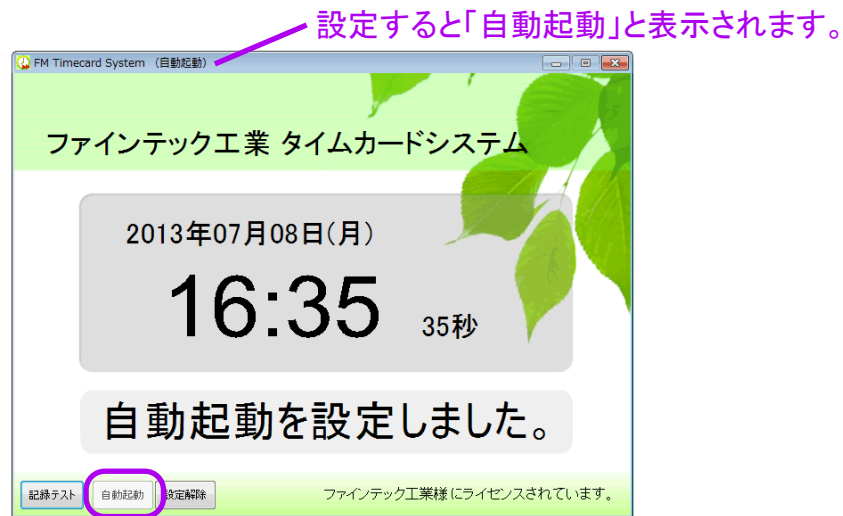 設定すると「自動起動」と表示されます。
FM Timecard System （自動起動）
ファインテック工業 タイムカードシステム
2013年07月08日(月)
16:35 35秒
自動起動を設定しました。
記録テスト 自動起動 設定解除 ファインテック工業様にライセンスされています。